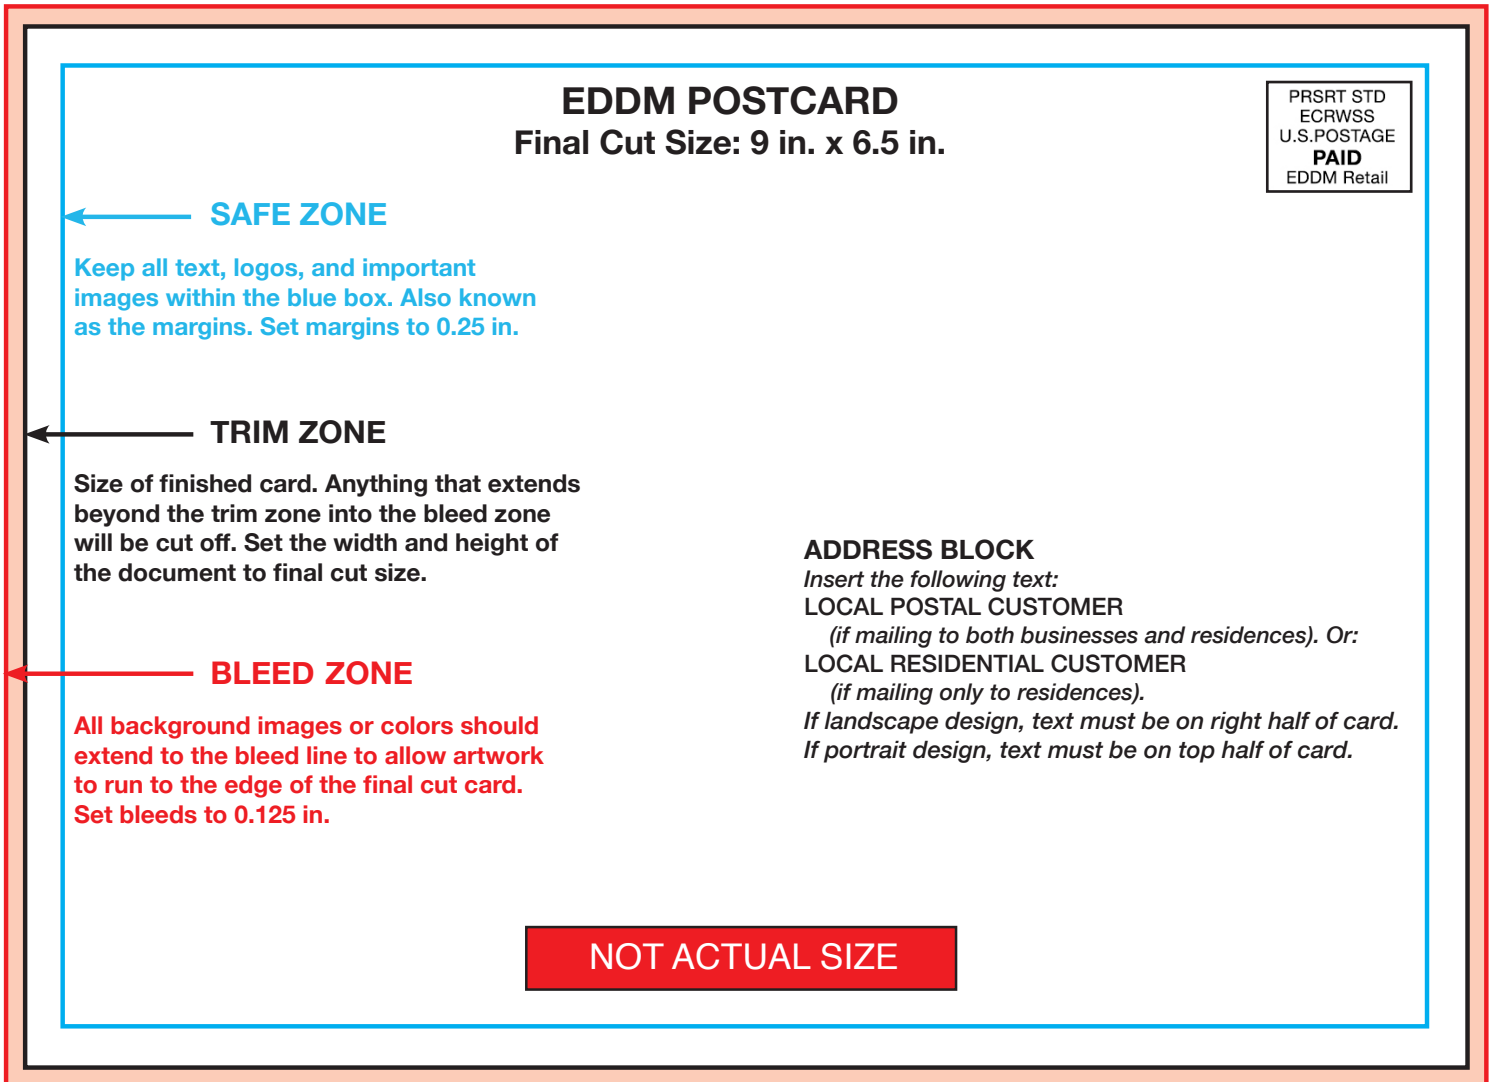 EDDM POSTCARD
Final Cut Size: 9 in. x 6.5 in.
PRSRT STD
ECRWSS
U.S.POSTAGE
PAID
EDDM Retail
SAFE ZONE
Keep all text, logos, and important
images within the blue box. Also known
as the margins. Set margins to 0.25 in.
TRIM ZONE
Size of finished card. Anything that extends
beyond the trim zone into the bleed zone
will be cut off. Set the width and height of
the document to final cut size.
BLEED ZONE
All background images or colors should
extend to the bleed line to allow artwork
to run to the edge of the final cut card.
Set bleeds to 0.125 in.
ADDRESS BLOCK
Insert the following text:
LOCAL POSTAL CUSTOMER
(if mailing to both businesses and residences). Or:
LOCAL RESIDENTIAL CUSTOMER
(if mailing only to residences).
If landscape design, text must be on right half of card.
If portrait design, text must be on top half of card.
NOT ACTUAL SIZE